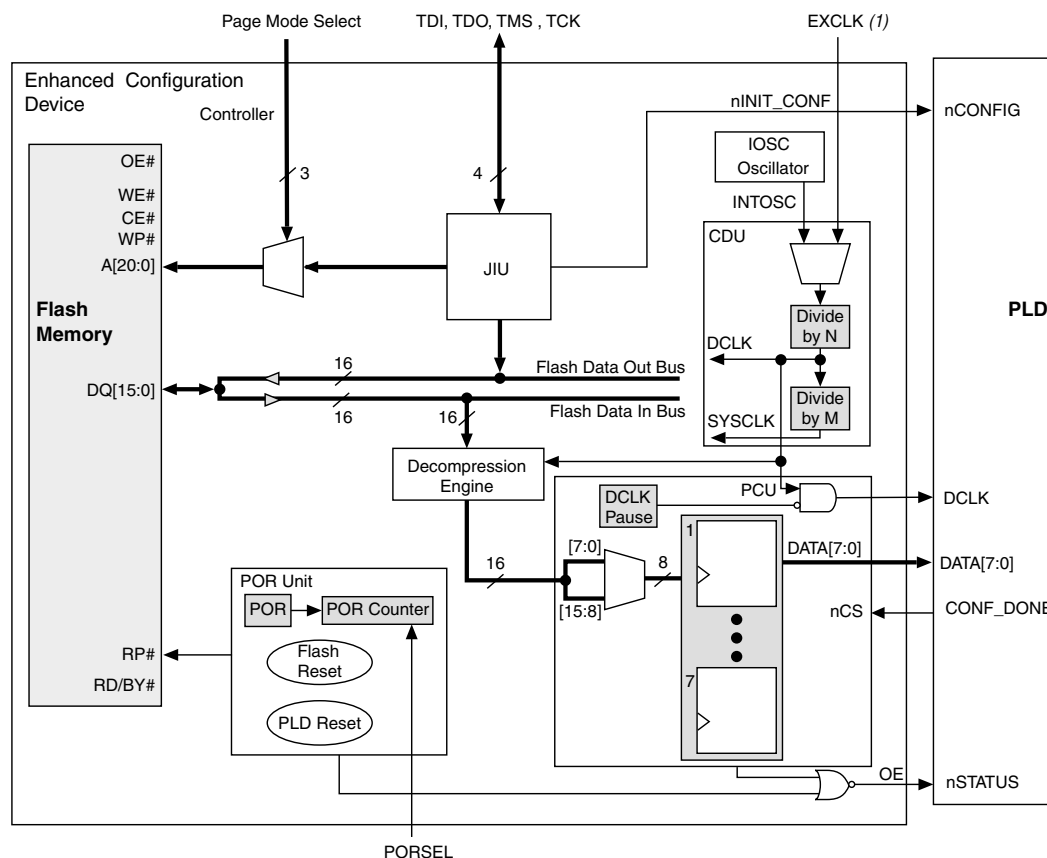 Page Mode Select
TDI, TDO, TMS , TCK
EXCLK (1)
Enhanced Configuration
Device
Controller
nINIT_CONF
nCONFIG
IOSC
Oscillator
OE#
3
4
WE#
INTOSC
CE#
WP#
CDU
A[20:0]
JIU
Flash
Memory
PLD
Divide
by N
DCLK
16
Flash Data Out Bus
DQ[15:0]
16
16
Flash Data In Bus
Divide
by M
SYSCLK
Decompression
Engine
PCU
DCLK
Pause
DCLK
1
[7:0]
16
8
DATA[7:0]
DATA[7:0]
[15:8]
POR Unit
POR
POR Counter
nCS
CONF_DONE
Flash
Reset
RP#
RD/BY#
7
PLD Reset
OE
nSTATUS
PORSEL